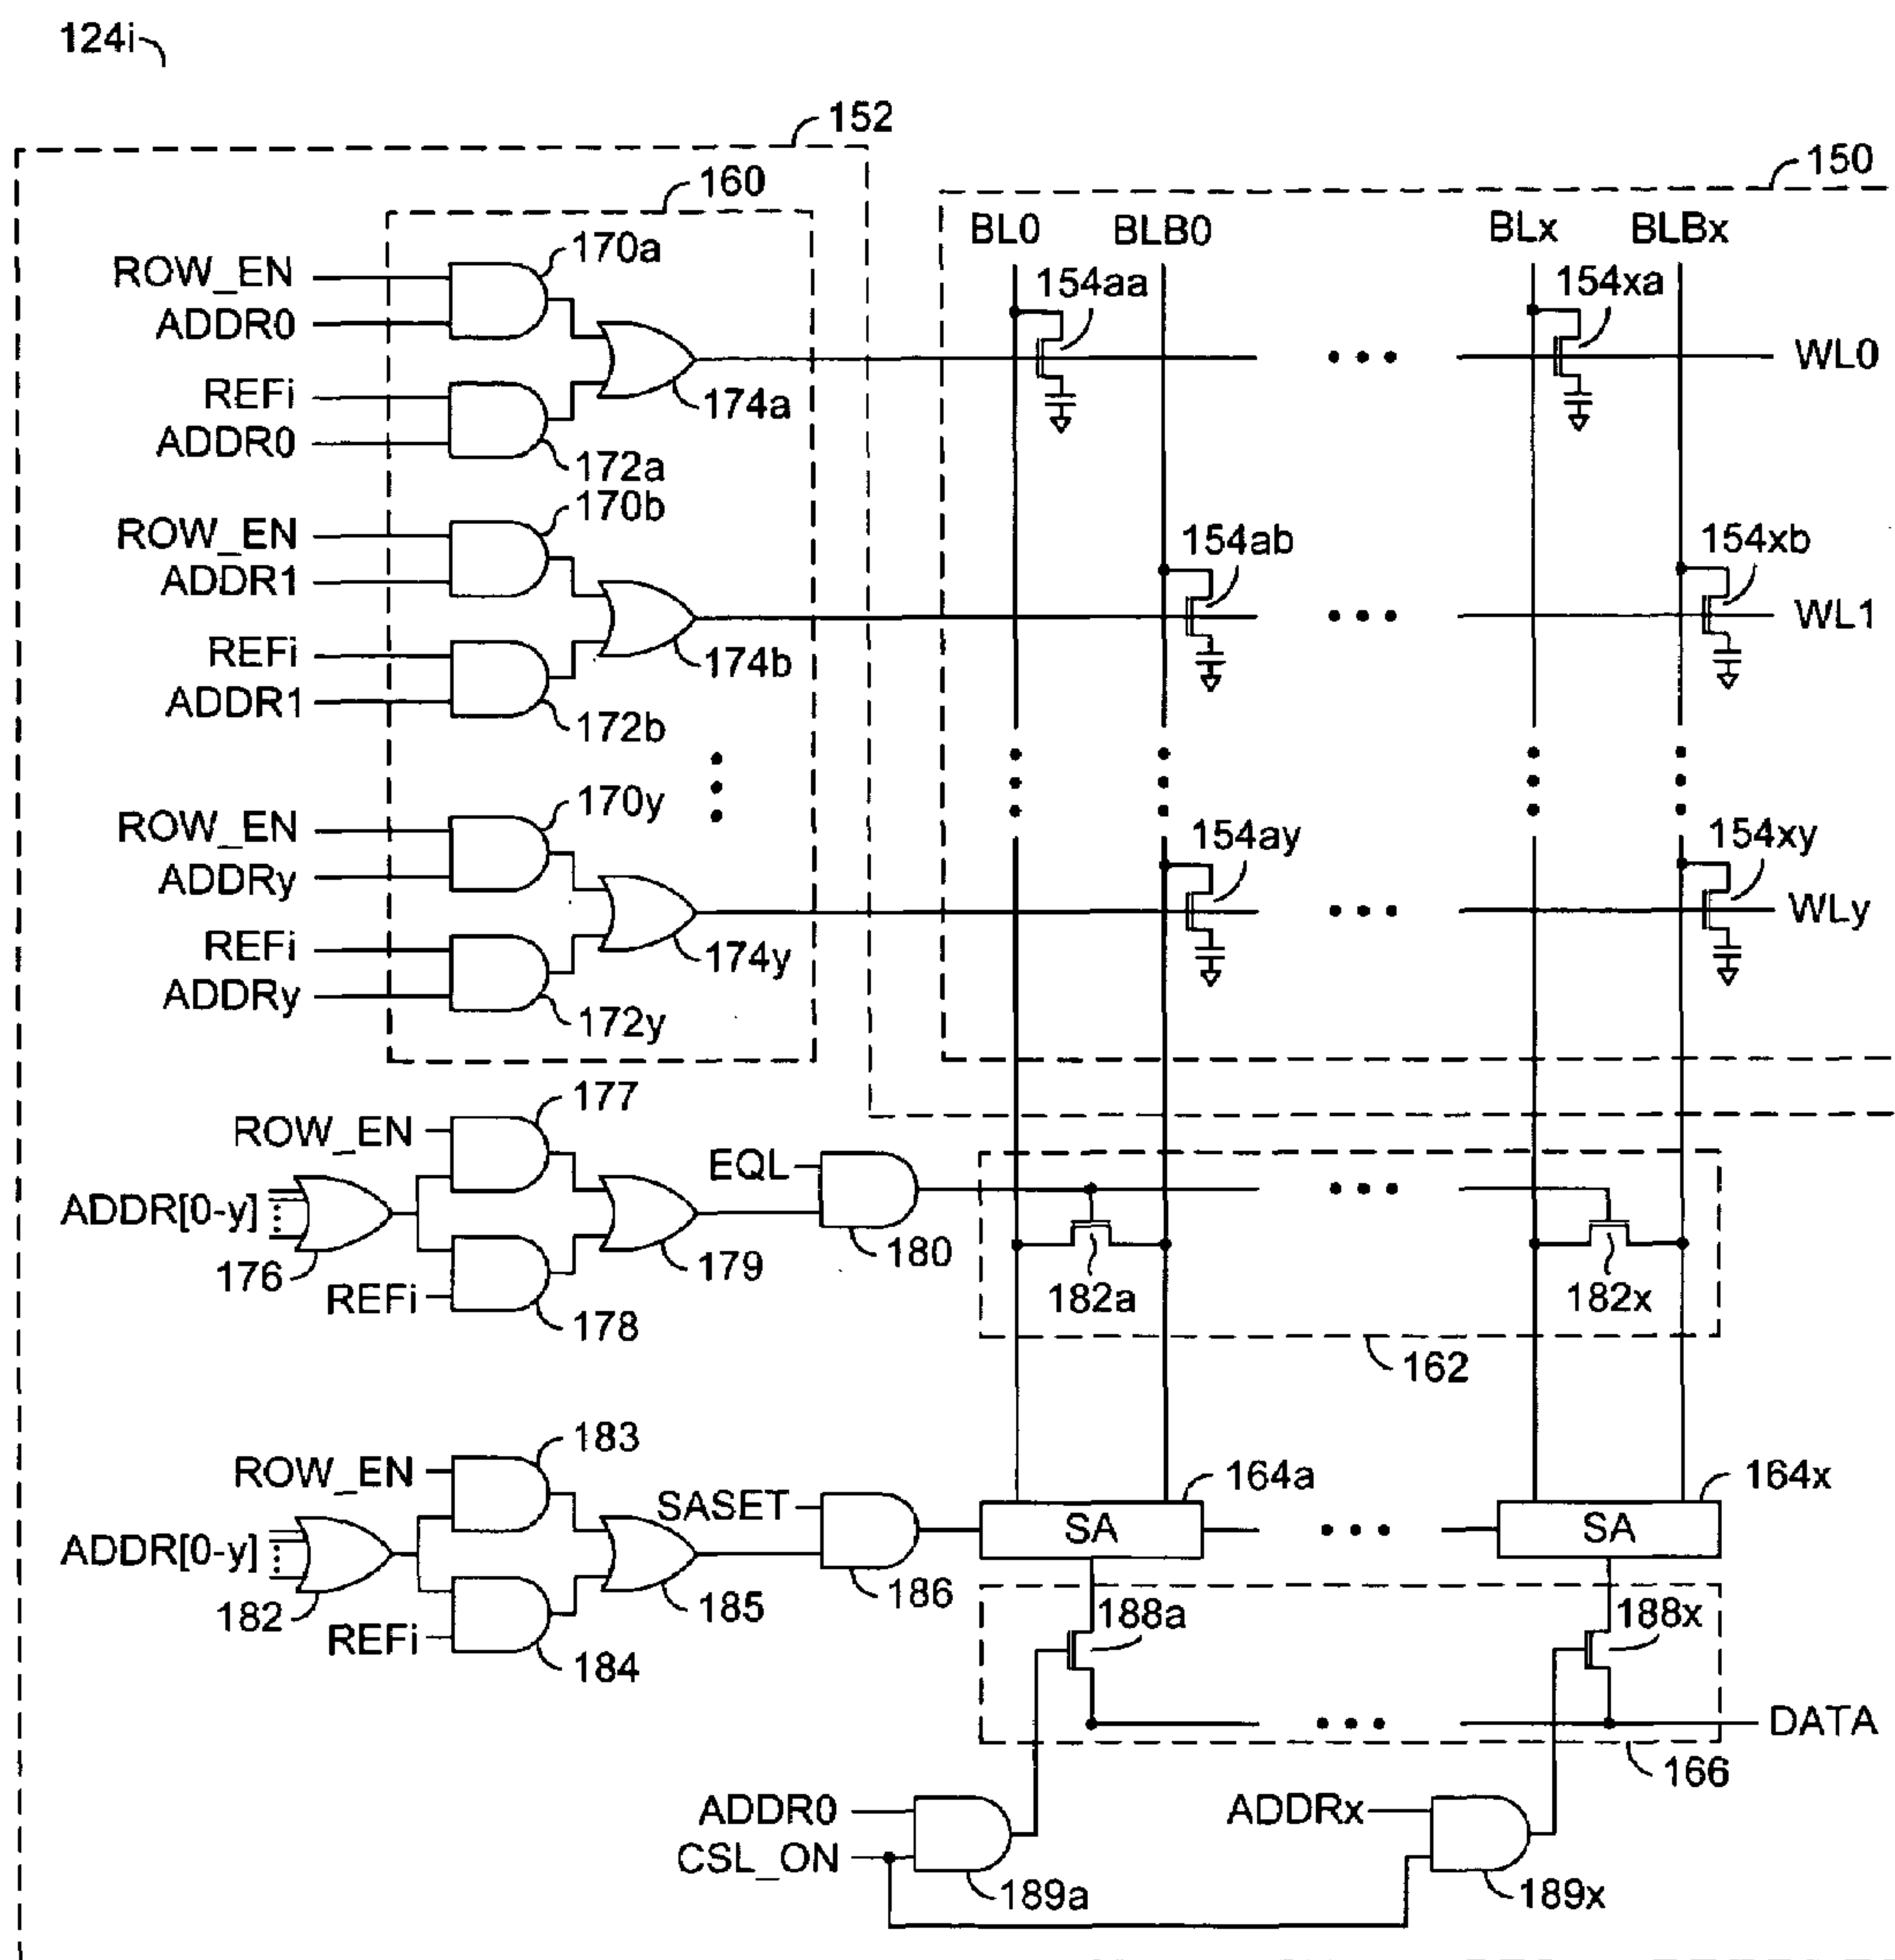 124i
152
160
150
BL0
BLB0
BLx
BLBx
170a
ROW_EN
ADDR0
154aa
154xa
WL0
REFi
ADDR0
174a
172a
170b
ROW_EN
ADDR1
154ab
154xb
WL1
REFi
ADDR1
174b
172b
170y
ROW_EN
ADDRy
154ay
154xy
WLy
REFi
ADDRy
174y
172y
177
ROW_EN
EQL
ADDR[0-y]
176
179
180
182a
182x
REFi
178
162
183
ROW_EN
SASET
164a
164x
SA
SA
ADDR[0-y]
182
185
186
188a
188x
REFi
184
DATA
166
ADDR0
ADDRx
CSL_ON
189a
189x